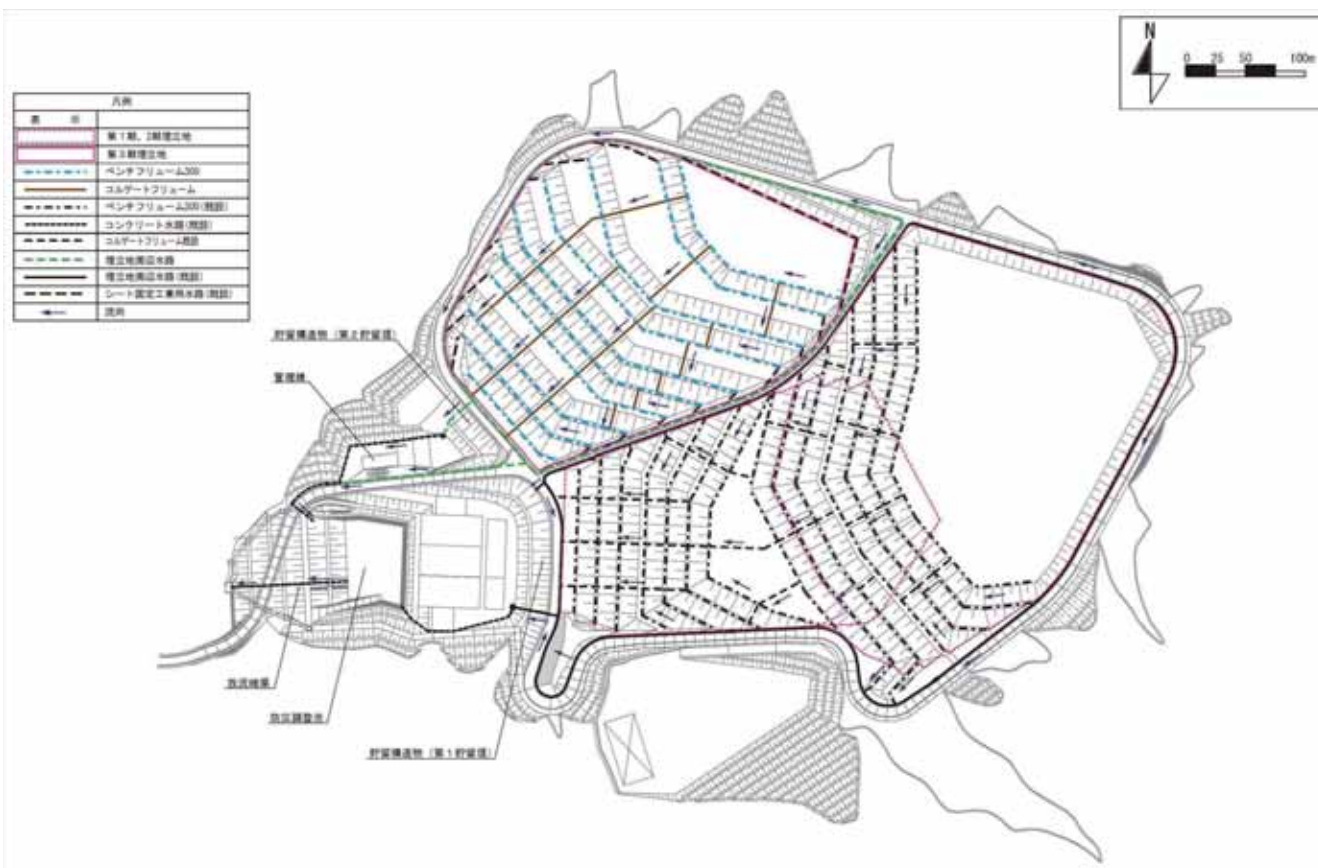 N
0 25 50 100m
凡例
表 示
第1期、2期埋立地
第3期埋立地
ベンチフリューム300
コルゲートフリューム
ベンチフリューム300(既設)
コンクリート水路(既設)
コルゲートフリューム既設
埋立地周辺水路
埋立地周辺水路(既設)
シート固定工兼用水路(既設)
流向
貯留構造物(第2貯留堤)
管理棟
放流施設
防災調整池
貯留構造物(第1貯留堤)